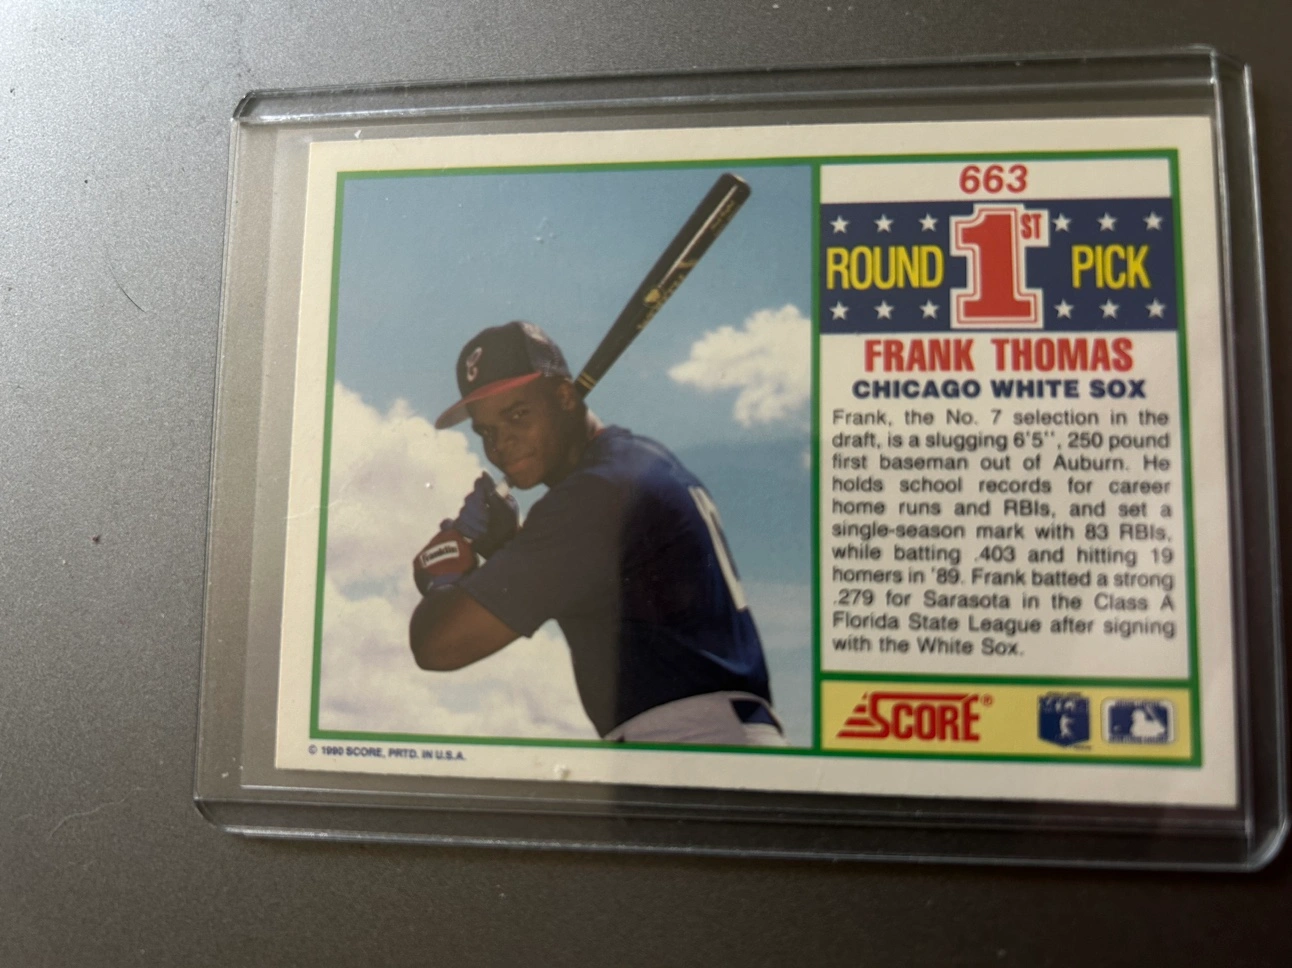 663
ROUND 1ST PICK
FRANK THOMAS
CHICAGO WHITE SOX
Frank, the No. 7 selection in the
draft, is a slugging 6'5'', 250 pound
first baseman out of Auburn. He
holds school records for career
home runs and RBIs, and set a
single-season mark with 83 RBIs,
while batting .403 and hitting 19
homers in '89. Frank batted a strong
.279 for Sarasota in the Class A
Florida State League after signing
with the White Sox.
SCORE®
Franklin
© 1990 SCORE, PRTD. IN U.S.A.